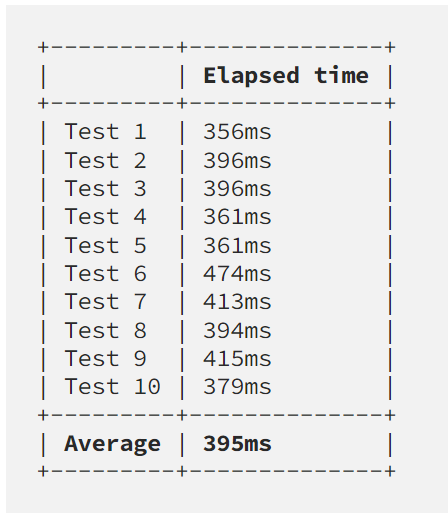 +---------+--------------+
|         | Elapsed time |
+---------+--------------+
| Test 1  | 356ms        |
| Test 2  | 396ms        |
| Test 3  | 396ms        |
| Test 4  | 361ms        |
| Test 5  | 361ms        |
| Test 6  | 474ms        |
| Test 7  | 413ms        |
| Test 8  | 394ms        |
| Test 9  | 415ms        |
| Test 10 | 379ms        |
+---------+--------------+
| Average | 395ms        |
+---------+--------------+